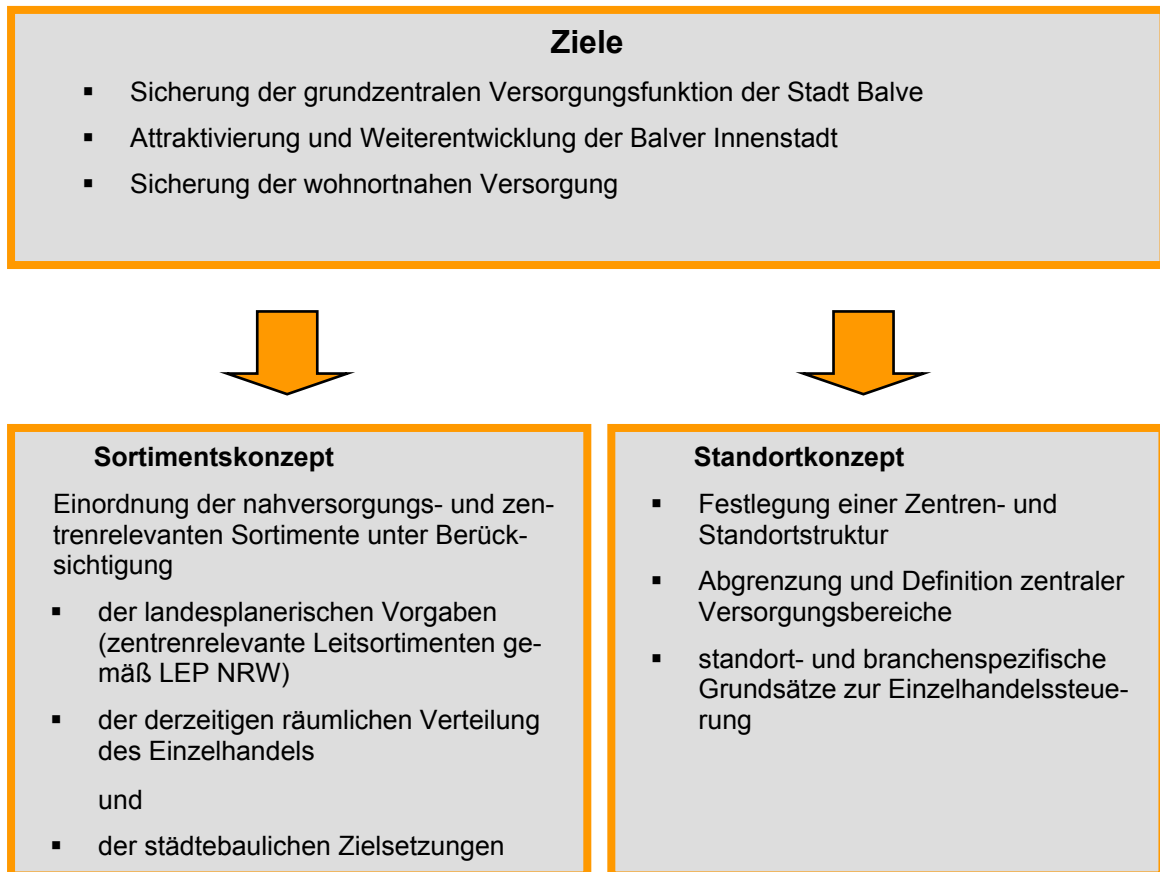 Ziele
▪ Sicherung der grundzentralen Versorgungsfunktion der Stadt Balve
▪ Attraktivierung und Weiterentwicklung der Balver Innenstadt
▪ Sicherung der wohnortnahen Versorgung
Sortimentskonzept
Einordnung der nahversorgungs- und zen-
trenrelevanten Sortimente unter Berück-
sichtigung
▪ der landesplanerischen Vorgaben
(zentrenrelevante Leitsortimenten ge-
mäß LEP NRW)
▪ der derzeitigen räumlichen Verteilung
des Einzelhandels
und
▪ der städtebaulichen Zielsetzungen
Standortkonzept
▪ Festlegung einer Zentren- und
Standortstruktur
▪ Abgrenzung und Definition zentraler
Versorgungsbereiche
▪ standort- und branchenspezifische
Grundsätze zur Einzelhandelssteue-
rung